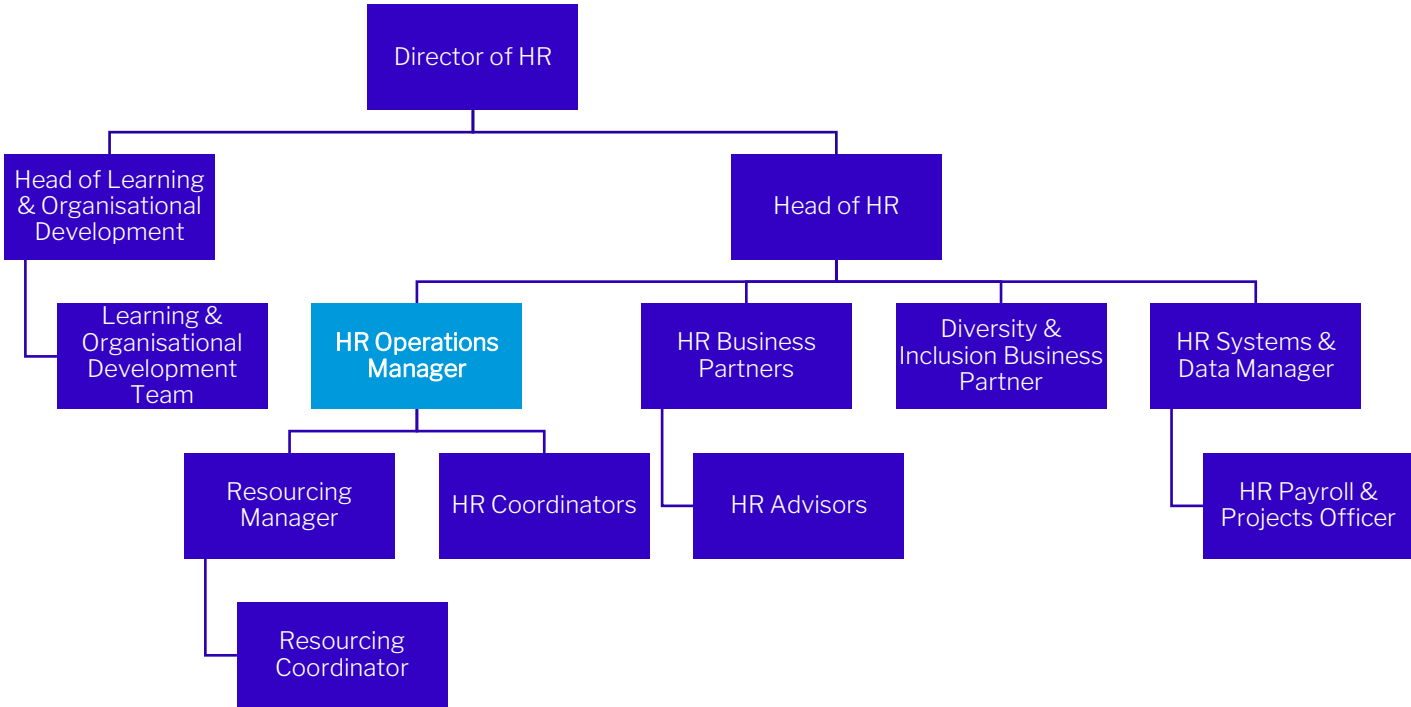 Director of HR
Head of Learning
& Organisational
Development
Head of HR
Learning &
Organisational
Development
Team
HR Operations
Manager
HR Business
Partners
Diversity &
Inclusion Business
Partner
HR Systems &
Data Manager
Resourcing
Manager
HR Coordinators
HR Advisors
HR Payroll &
Projects Officer
Resourcing
Coordinator